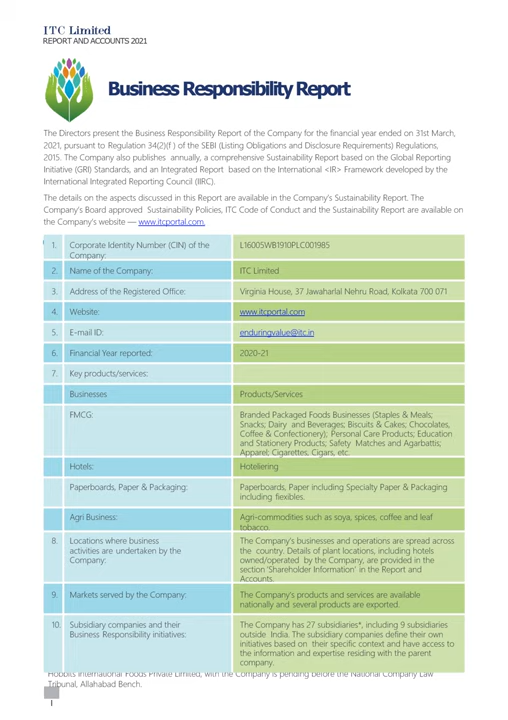 ITC Limited
REPORT AND ACCOUNTS 2021
Business Responsibility Report
The Directors present the Business Responsibility Report of the Company for the financial year ended on 31st March,
2021, pursuant to Regulation 34(2)(f ) of the SEBI (Listing Obligations and Disclosure Requirements) Regulations,
2015. The Company also publishes annually, a comprehensive Sustainability Report based on the Global Reporting
Initiative (GRI) Standards, and an Integrated Report based on the International <IR> Framework developed by the
International Integrated Reporting Council (IIRC).
The details on the aspects discussed in this Report are available in the Company's Sustainability Report. The
Company's Board approved Sustainability Policies, ITC Code of Conduct and the Sustainability Report are available on
the Company's website — www.itcportal.com.
1. Corporate Identity Number (CIN) of the L16005WB1910PLC001985
Company:
2. Name of the Company: ITC Limited
3. Address of the Registered Office: Virginia House, 37 Jawaharlal Nehru Road, Kolkata 700 071
4. Website: www.itcportal.com
5. E-mail ID: enduringvalue@itc.in
6. Financial Year reported: 2020-21
7. Key products/services:
Businesses Products/Services
FMCG: Branded Packaged Foods Businesses (Staples & Meals;
Snacks; Dairy and Beverages; Biscuits & Cakes; Chocolates,
Coffee & Confectionery); Personal Care Products; Education
and Stationery Products; Safety Matches and Agarbattis;
Apparel; Cigarettes, Cigars, etc.
Hotels: Hoteliering
Paperboards, Paper & Packaging: Paperboards, Paper including Specialty Paper & Packaging
including flexibles.
Agri Business: Agri-commodities such as soya, spices, coffee and leaf
tobacco.
8. Locations where business The Company's businesses and operations are spread across
activities are undertaken by the the country. Details of plant locations, including hotels
Company: owned/operated by the Company, are provided in the
section 'Shareholder Information' in the Report and
Accounts.
9. Markets served by the Company: The Company's products and services are available
nationally and several products are exported.
10. Subsidiary companies and their The Company has 27 subsidiaries*, including 9 subsidiaries
Business Responsibility initiatives: outside India. The subsidiary companies define their own
initiatives based on their specific context and have access to
the information and expertise residing with the parent
company.
Hobbits International Foods Private Limited, with the Company is pending before the National Company Law
Tribunal, Allahabad Bench.